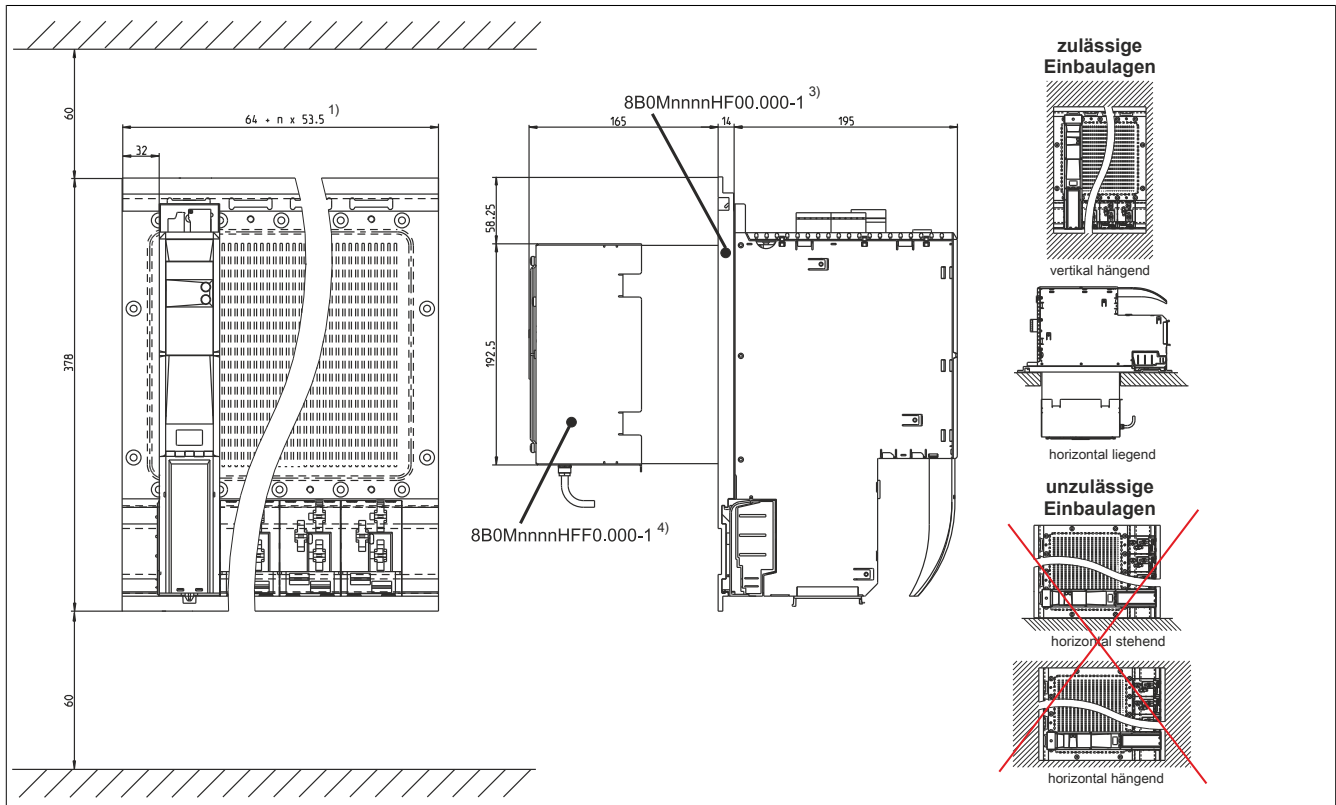 60
64 + n x 53.5 1)
32
378
60
8B0MnnnnHF00.000-1 3)
165
14
195
58.25
192.5
8B0MnnnnHFF0.000-1 4)
zulässige
Einbaulagen
vertikal hängend
horizontal liegend
unzulässige
Einbaulagen
horizontal stehend
horizontal hängend